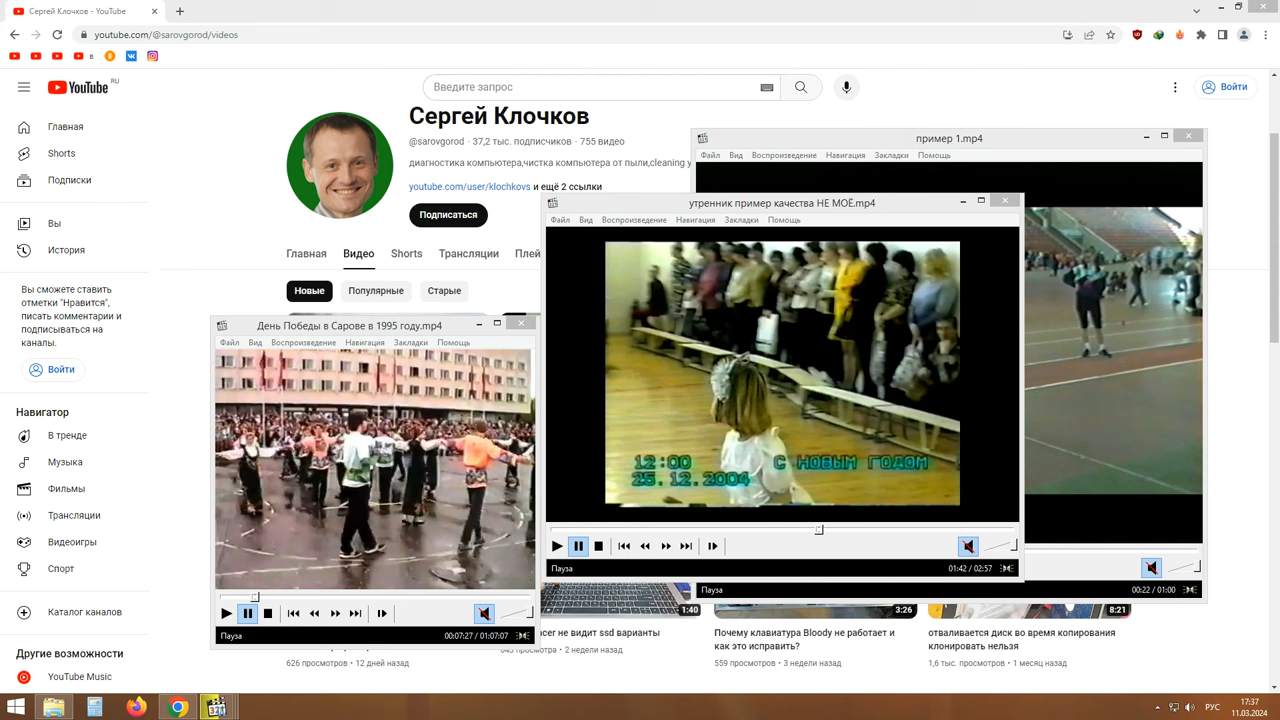 Сергей Клочков - YouTube
youtube.com/@sarovgorod/videos
в
YouTube RU
Введите запрос
Войти
Главная
Shorts
Подписки
Вы
История
Вы сможете ставить
отметки "Нравится",
писать комментарии и
подписываться на
каналы.
Войти
Навигатор
В тренде
Музыка
Фильмы
Трансляции
Видеоигры
Спорт
Каталог каналов
Другие возможности
YouTube Music
Сергей Клочков
@sarovgorod · 37,2 тыс. подписчиков · 755 видео
диагностика компьютера,чистка компьютера от пыли,cleaning
youtube.com/user/klochkovs и ещё 2 ссылки
Подписаться
Главная Видео Shorts Трансляции
Новые Популярные Старые
пример 1.mp4
Файл Вид Воспроизведение Навигация Закладки Помощь
Пауза 00:22 / 01:00
утренник пример качества НЕ МОЁ.mp4
Файл Вид Воспроизведение Навигация Закладки Помощь
12:00 С НОВЫМ ГОДОМ
25.12.2004
Пауза 01:42 / 02:57
День Победы в Сарове в 1995 году.mp4
Файл Вид Воспроизведение Навигация Закладки Помощь
Пауза 00:07:27 / 01:07:07
1:40
3:26
8:21
не видит ssd варианты
2 недели назад
Почему клавиатура Bloody не работает и
как это исправить?
559 просмотров · 3 недели назад
отваливается диск во время копирования
клонировать нельзя
1,6 тыс. просмотров · 1 месяц назад
626 просмотров · 12 дней назад
321
РУС
17:37
11.03.2024